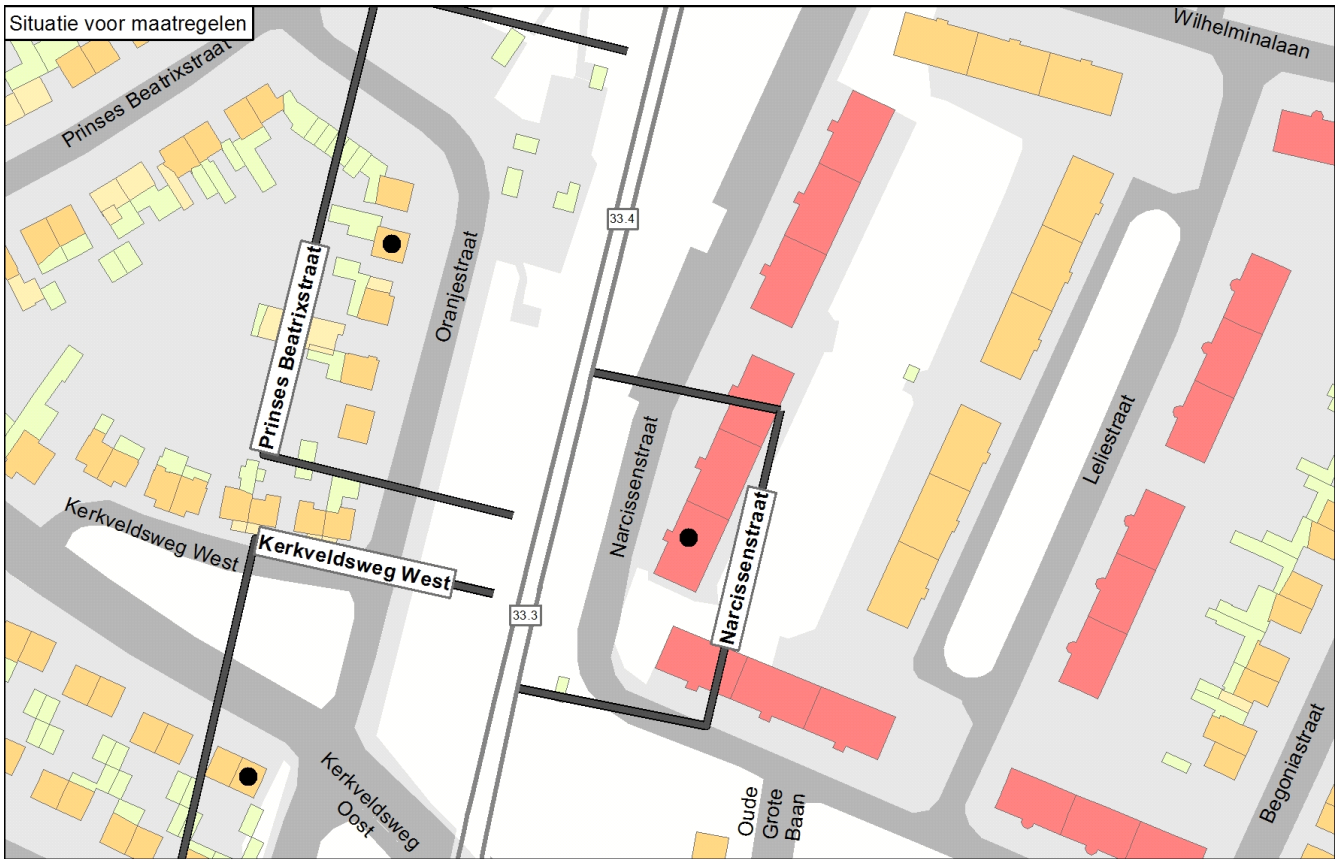 Situatie voor maatregelen
Wilhelminalaan
Prinses Beatrixstraat
33.4
Oranjestraat
Prinses Beatrixstraat
Leliestraat
Narcissenstraat
Kerkveldsweg West
Kerkveldsweg West
Narcissenstraat
33.3
Kerkveldsweg
Oost
Oude
Grote
Baan
Begoniastraat